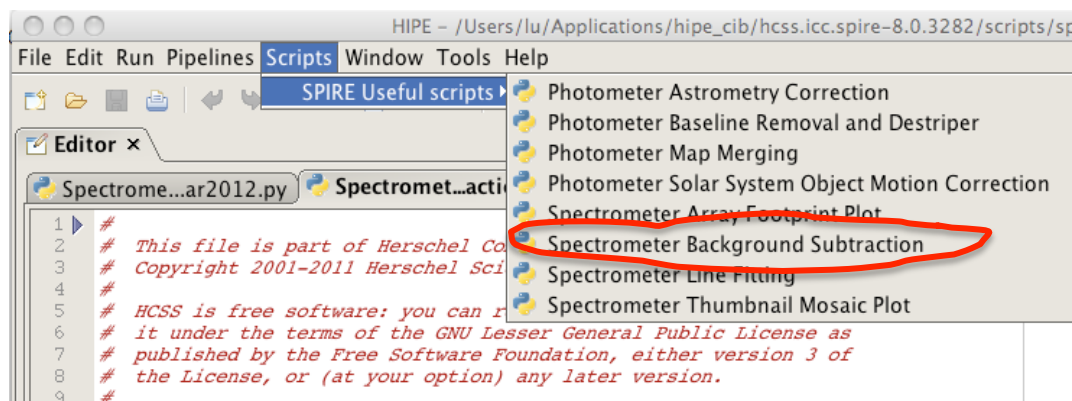 HIPE – /Users/lu/Applications/hipe_cib/hcss.icc.spire-8.0.3282/scripts/sp
File Edit Run Pipelines Scripts Window Tools Help
SPIRE Useful scripts
Photometer Astrometry Correction
Photometer Baseline Removal and Destriper
Photometer Map Merging
Photometer Solar System Object Motion Correction
Spectrometer Array Footprint Plot
Spectrometer Background Subtraction
Spectrometer Line Fitting
Spectrometer Thumbnail Mosaic Plot
Editor ×
Spectrome...ar2012.py Spectromet...acti
1 #
2 # This file is part of Herschel Co
3 # Copyright 2001-2011 Herschel Sci
4 #
5 # HCSS is free software: you can r
6 # it under the terms of the GNU Lesser General Public License as
7 # published by the Free Software Foundation, either version 3 of
8 # the License, or (at your option) any later version.
9 #